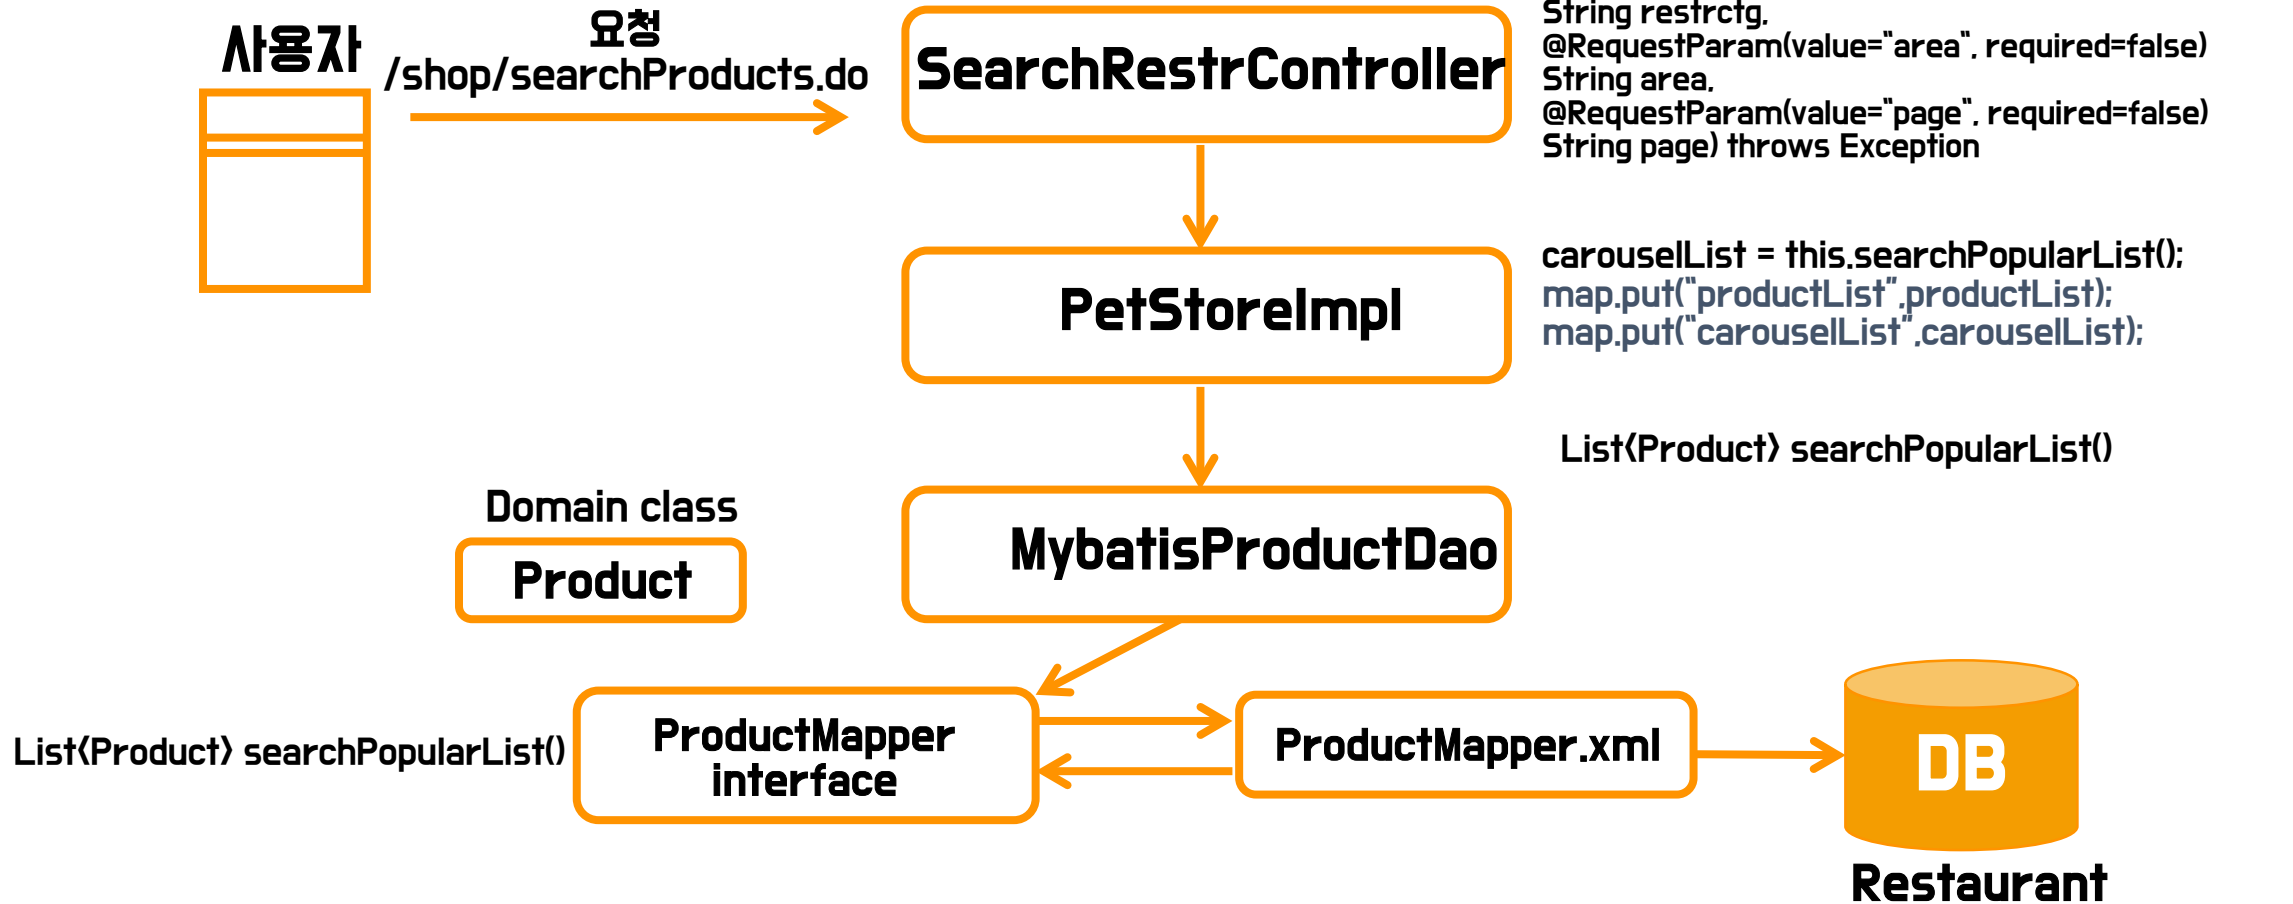 사용자
요청
/shop/searchProducts.do
SearchRestrController
String restrctg,
@RequestParam(value="area", required=false)
String area,
@RequestParam(value="page", required=false)
String page) throws Exception
PetStoreImpl
carouselList = this.searchPopularList();
map.put("productList",productList);
map.put("carouselList",carouselList);
List<Product> searchPopularList()
Domain class
Product
MybatisProductDao
List<Product> searchPopularList()
ProductMapper
interface
ProductMapper.xml
DB
Restaurant